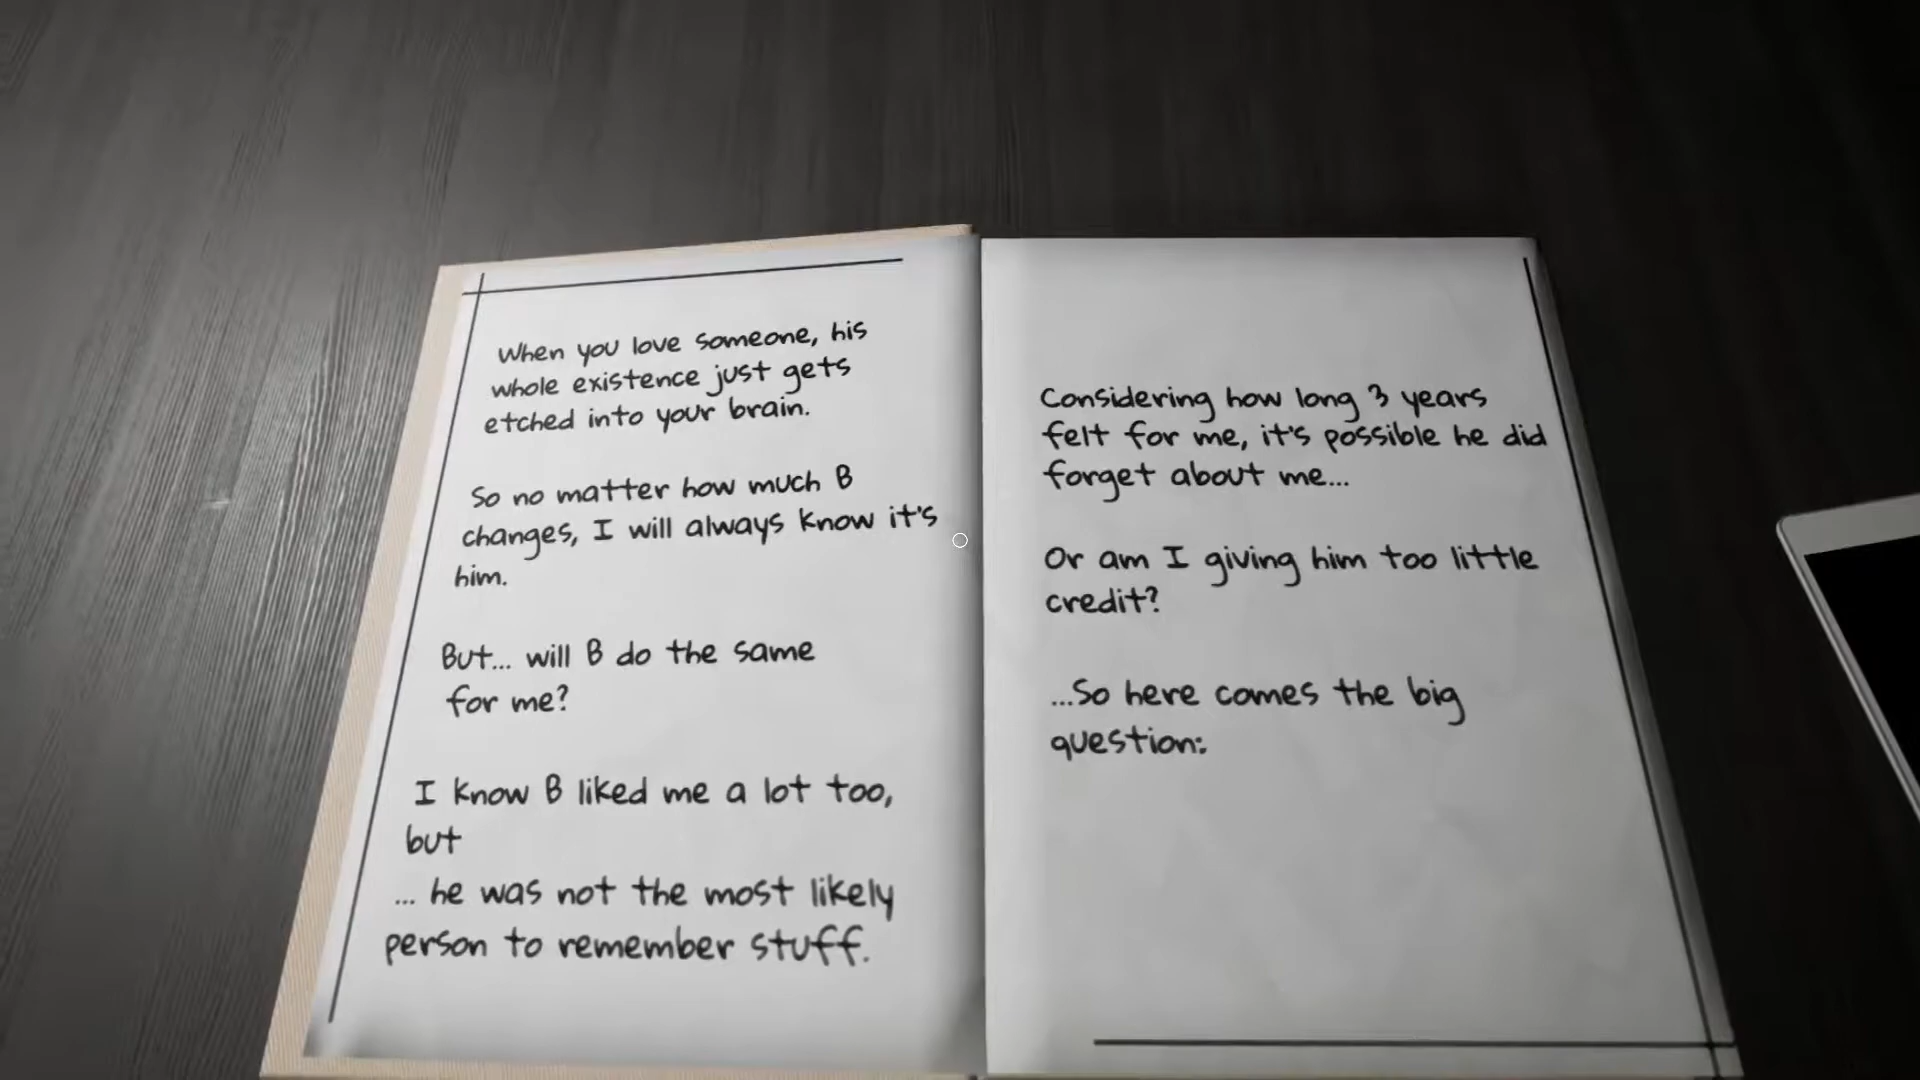 When you love someone, his
whole existence just gets
etched into your brain.
So no matter how much B
changes, I will always know it's
him.
But... will B do the same
for me?
I know B liked me a lot too,
but
... he was not the most likely
person to remember stuff.
Considering how long 3 years
felt for me, it's possible he did
forget about me...
Or am I giving him too little
credit?
...So here comes the big
question: